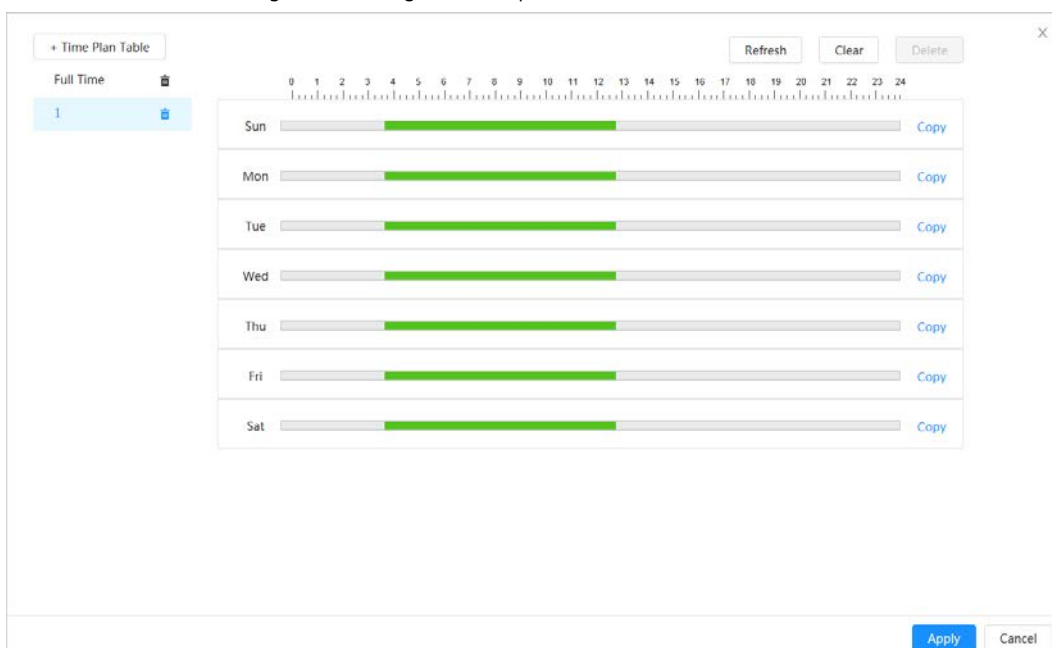 X
+ Time Plan Table
Refresh Clear Delete
Full Time
0 1 2 3 4 5 6 7 8 9 10 11 12 13 14 15 16 17 18 19 20 21 22 23 24
1
Sun Copy
Mon Copy
Tue Copy
Wed Copy
Thu Copy
Fri Copy
Sat Copy
Apply Cancel